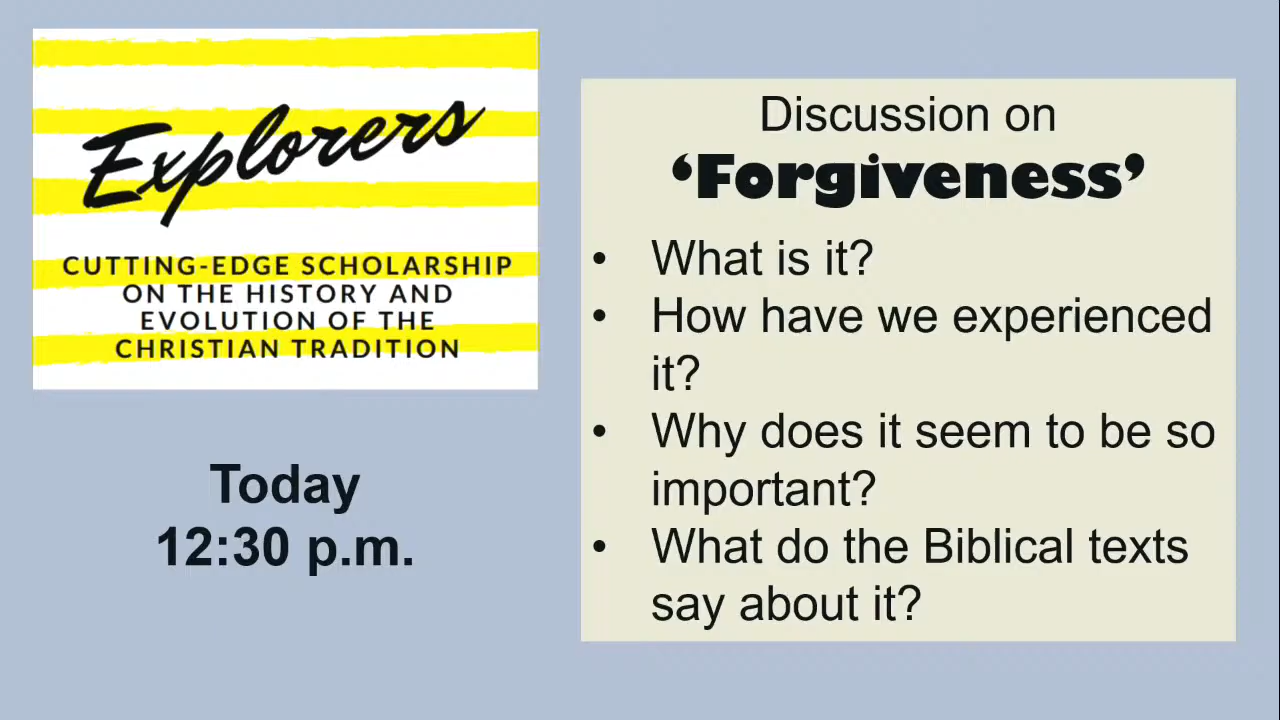 Explorers
CUTTING-EDGE SCHOLARSHIP
ON THE HISTORY AND
EVOLUTION OF THE
CHRISTIAN TRADITION
Today
12:30 p.m.
Discussion on
‘Forgiveness’
• What is it?
• How have we experienced
it?
• Why does it seem to be so
important?
• What do the Biblical texts
say about it?